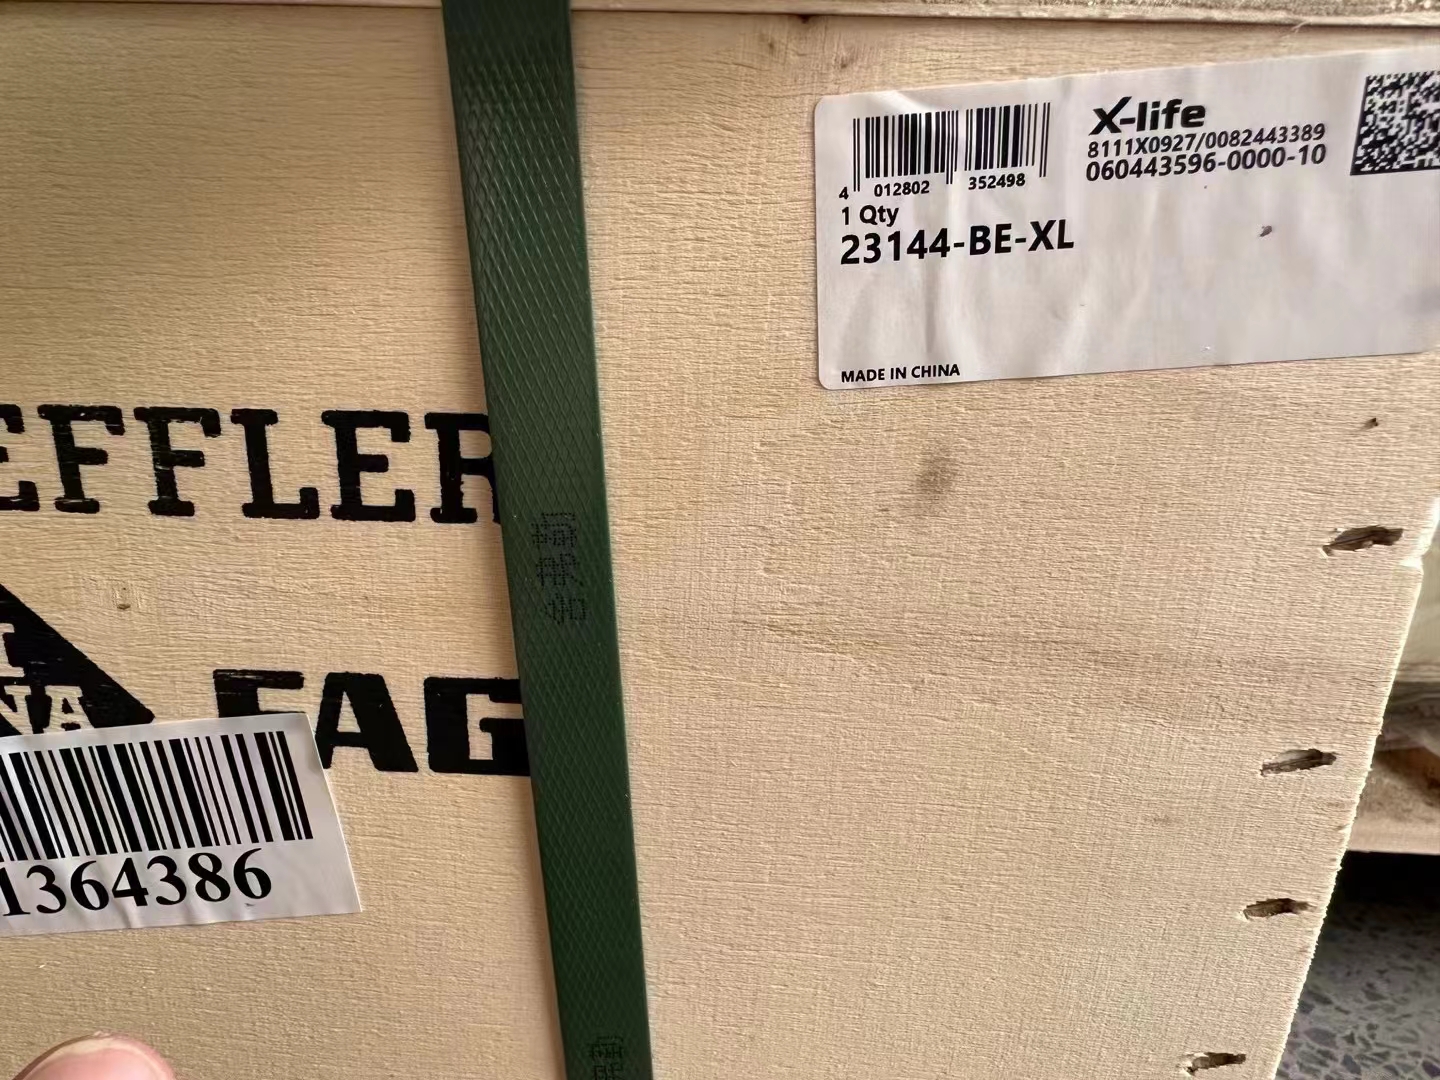 X-life
8111X0927/0082443389
060443596-0000-10
4 012802 352498
1 Qty
23144-BE-XL
MADE IN CHINA
EFFLER
FAG
NA
1364386